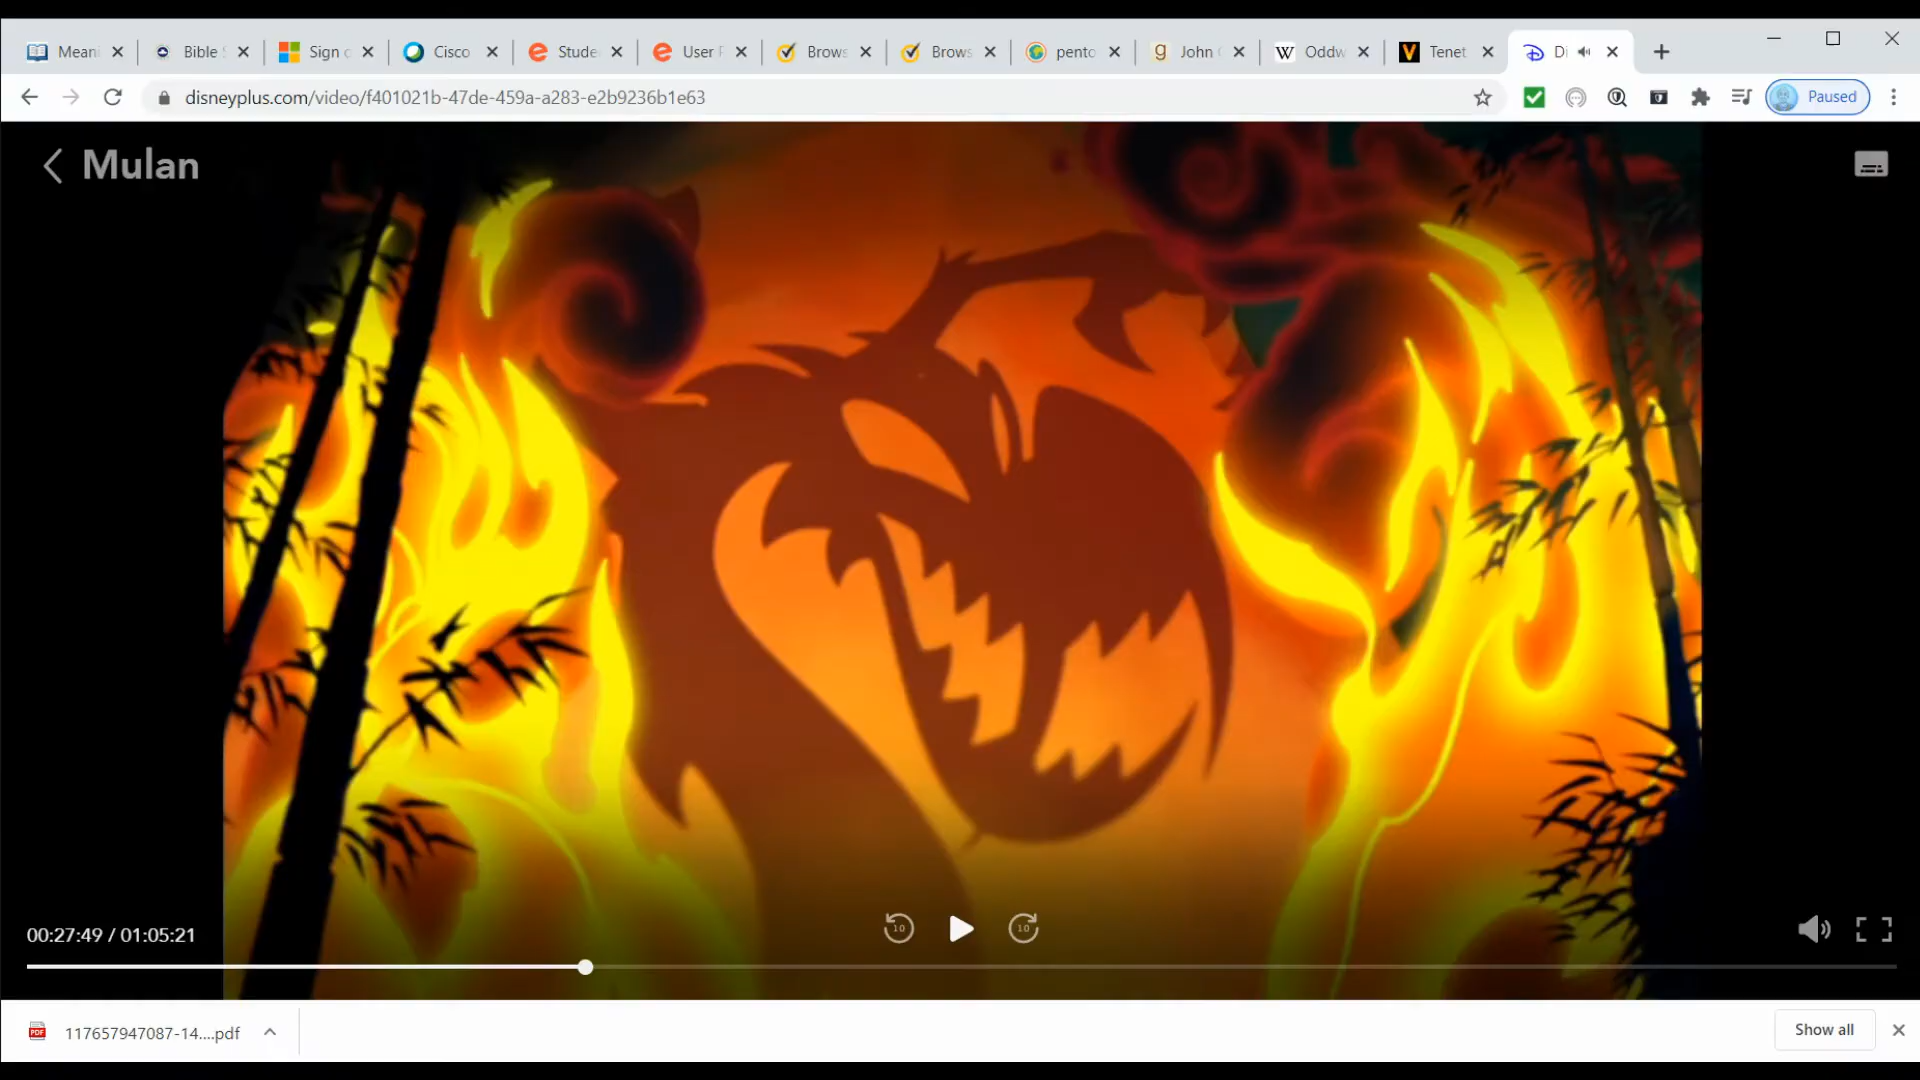 Meani
Bible S
Sign o
Cisco
Stude
User F
Brows
Brows
pento
John C
Oddw
Tenet
Di
disneyplus.com/video/f401021b-47de-459a-a283-e2b9236b1e63
Paused
Mulan
10
10
00:27:49 / 01:05:21
PDF
117657947087-14....pdf
Show all